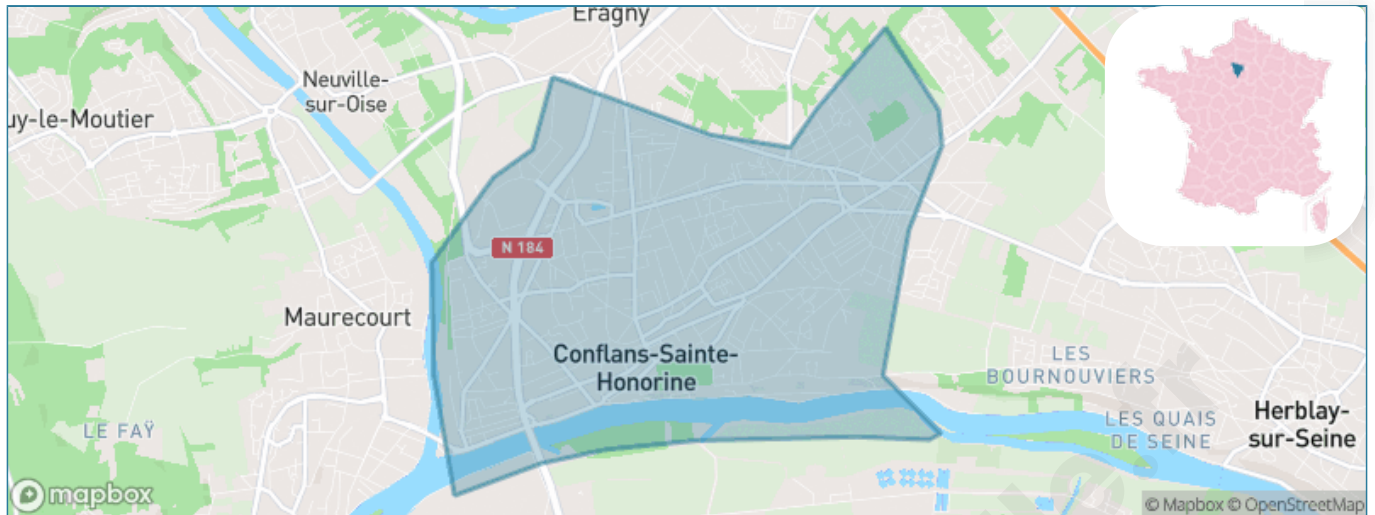 Éragny
Neuville-
sur-Oise
uy-le-Moutier
N 184
Maurecourt
Conflans-Sainte-
Honorine
LES
BOURNOUVIERS
LE FAŸ
LES QUAIS
DE SEINE
Herblay-
sur-Seine
mapbox
© Mapbox © OpenStreetMap